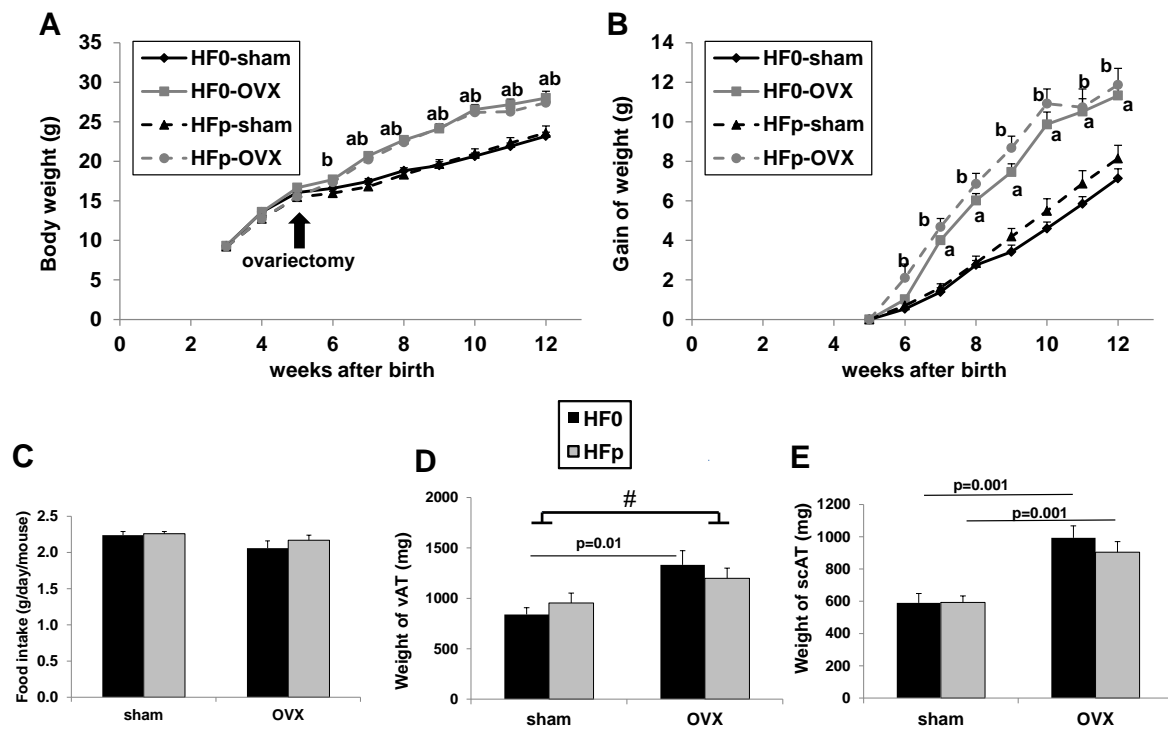 A
35
30
25
20
15
10
5
0
Body weight (g)
HF0-sham
HF0-OVX
HFp-sham
HFp-OVX
b
ab
ab
ab
ab
ab
ab
ovariectomy
0 2 4 6 8 10 12
weeks after birth
B
14
12
10
8
6
4
2
0
Gain of weight (g)
HF0-sham
HF0-OVX
HFp-sham
HFp-OVX
b
b
b
b
b
b
b
a
a
a
a
a
a
0 2 4 6 8 10 12
weeks after birth
HF0
HFp
C
2.5
2.0
1.5
1.0
0.5
0.0
Food intake (g/day/mouse)
sham OVX
D
2000
1500
1000
500
0
Weight of vAT (mg)
#
p=0.01
sham OVX
E
1200
1000
800
600
400
200
0
Weight of scAT (mg)
p=0.001
p=0.001
sham OVX